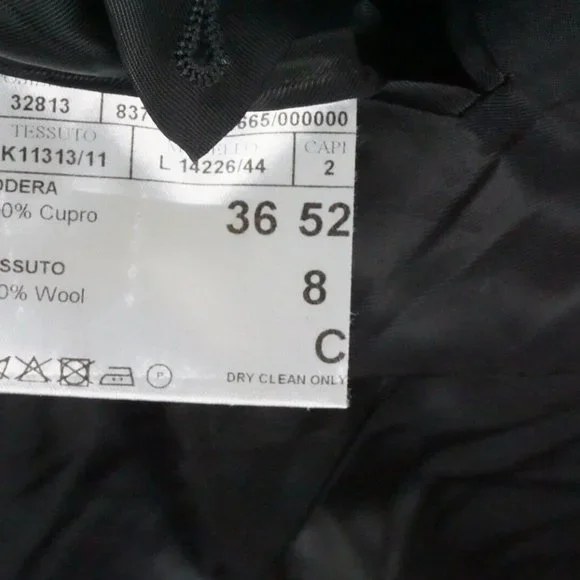 32813 837 665/000000
TESSUTO CAPI
K11313/11 L 14226/44 2
ODERA
0% Cupro 36 52
SSUTO
0% Wool 8
C
P
DRY CLEAN ONLY